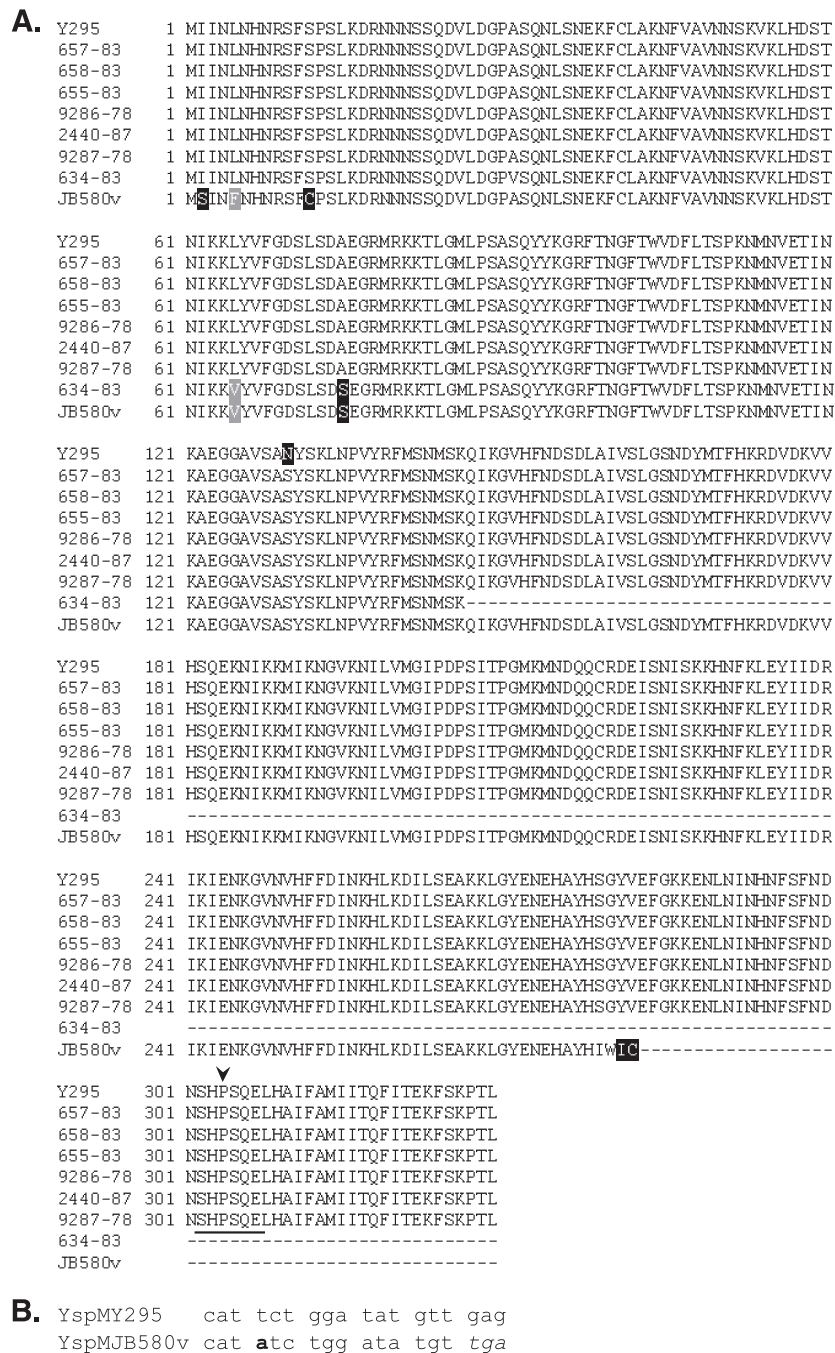 A.
Y295 1 MIINLNHNRSFSPSLKDRNNNSSQDVLDGPASQNLSNEKFCLAKNFVAVNNSKVKLHDST
657-83 1 MIINLNHNRSFSPSLKDRNNNSSQDVLDGPASQNLSNEKFCLAKNFVAVNNSKVKLHDST
658-83 1 MIINLNHNRSFSPSLKDRNNNSSQDVLDGPASQNLSNEKFCLAKNFVAVNNSKVKLHDST
655-83 1 MIINLNHNRSFSPSLKDRNNNSSQDVLDGPASQNLSNEKFCLAKNFVAVNNSKVKLHDST
9286-78 1 MIINLNHNRSFSPSLKDRNNNSSQDVLDGPASQNLSNEKFCLAKNFVAVNNSKVKLHDST
2440-87 1 MIINLNHNRSFSPSLKDRNNNSSQDVLDGPASQNLSNEKFCLAKNFVAVNNSKVKLHDST
9287-78 1 MIINLNHNRSFSPSLKDRNNNSSQDVLDGPASQNLSNEKFCLAKNFVAVNNSKVKLHDST
634-83 1 MIINLNHNRSFSPSLKDRNNNSSQDVLDGPVSQNLSNEKFCLAKNFVAVNNSKVKLHDST
JB580v 1 MSINFNHNRSFCPSLKDRNNNSSQDVLDGPASQNLSNEKFCLAKNFVAVNNSKVKLHDST
Y295 61 NIKKLYVFGDSLSDAEGRMRKKTLGMLPSASQYYKGRFTNGFTWVDFLTSPKNMNVETIN
657-83 61 NIKKLYVFGDSLSDAEGRMRKKTLGMLPSASQYYKGRFTNGFTWVDFLTSPKNMNVETIN
658-83 61 NIKKLYVFGDSLSDAEGRMRKKTLGMLPSASQYYKGRFTNGFTWVDFLTSPKNMNVETIN
655-83 61 NIKKLYVFGDSLSDAEGRMRKKTLGMLPSASQYYKGRFTNGFTWVDFLTSPKNMNVETIN
9286-78 61 NIKKLYVFGDSLSDAEGRMRKKTLGMLPSASQYYKGRFTNGFTWVDFLTSPKNMNVETIN
2440-87 61 NIKKLYVFGDSLSDAEGRMRKKTLGMLPSASQYYKGRFTNGFTWVDFLTSPKNMNVETIN
9287-78 61 NIKKLYVFGDSLSDAEGRMRKKTLGMLPSASQYYKGRFTNGFTWVDFLTSPKNMNVETIN
634-83 61 NIKKVYVFGDSLSDSEGRMRKKTLGMLPSASQYYKGRFTNGFTWVDFLTSPKNMNVETIN
JB580v 61 NIKKVYVFGDSLSDSEGRMRKKTLGMLPSASQYYKGRFTNGFTWVDFLTSPKNMNVETIN
Y295 121 KAEGGAVSANYSKLNPVYRFMSNMSKQIKGVHFNDSDLAIVSLGSNDYMTFHKRDVDKVV
657-83 121 KAEGGAVSASYSKLNPVYRFMSNMSKQIKGVHFNDSDLAIVSLGSNDYMTFHKRDVDKVV
658-83 121 KAEGGAVSASYSKLNPVYRFMSNMSKQIKGVHFNDSDLAIVSLGSNDYMTFHKRDVDKVV
655-83 121 KAEGGAVSASYSKLNPVYRFMSNMSKQIKGVHFNDSDLAIVSLGSNDYMTFHKRDVDKVV
9286-78 121 KAEGGAVSASYSKLNPVYRFMSNMSKQIKGVHFNDSDLAIVSLGSNDYMTFHKRDVDKVV
2440-87 121 KAEGGAVSASYSKLNPVYRFMSNMSKQIKGVHFNDSDLAIVSLGSNDYMTFHKRDVDKVV
9287-78 121 KAEGGAVSASYSKLNPVYRFMSNMSKQIKGVHFNDSDLAIVSLGSNDYMTFHKRDVDKVV
634-83 121 KAEGGAVSASYSKLNPVYRFMSNMSK----------------------------------
JB580v 121 KAEGGAVSASYSKLNPVYRFMSNMSKQIKGVHFNDSDLAIVSLGSNDYMTFHKRDVDKVV
Y295 181 HSQEKNIKKMIKNGVKNILVMGIPDPSITPGMKMNDQQCRDEISNISKKHNFKLEYIIDR
657-83 181 HSQEKNIKKMIKNGVKNILVMGIPDPSITPGMKMNDQQCRDEISNISKKHNFKLEYIIDR
658-83 181 HSQEKNIKKMIKNGVKNILVMGIPDPSITPGMKMNDQQCRDEISNISKKHNFKLEYIIDR
655-83 181 HSQEKNIKKMIKNGVKNILVMGIPDPSITPGMKMNDQQCRDEISNISKKHNFKLEYIIDR
9286-78 181 HSQEKNIKKMIKNGVKNILVMGIPDPSITPGMKMNDQQCRDEISNISKKHNFKLEYIIDR
2440-87 181 HSQEKNIKKMIKNGVKNILVMGIPDPSITPGMKMNDQQCRDEISNISKKHNFKLEYIIDR
9287-78 181 HSQEKNIKKMIKNGVKNILVMGIPDPSITPGMKMNDQQCRDEISNISKKHNFKLEYIIDR
634-83 ------------------------------------------------------------
JB580v 181 HSQEKNIKKMIKNGVKNILVMGIPDPSITPGMKMNDQQCRDEISNISKKHNFKLEYIIDR
Y295 241 IKIENKGVNVHFFDINKHLKDILSEAKKLGYENEHAYHSGYVEFGKKENLNINHNFSFND
657-83 241 IKIENKGVNVHFFDINKHLKDILSEAKKLGYENEHAYHSGYVEFGKKENLNINHNFSFND
658-83 241 IKIENKGVNVHFFDINKHLKDILSEAKKLGYENEHAYHSGYVEFGKKENLNINHNFSFND
655-83 241 IKIENKGVNVHFFDINKHLKDILSEAKKLGYENEHAYHSGYVEFGKKENLNINHNFSFND
9286-78 241 IKIENKGVNVHFFDINKHLKDILSEAKKLGYENEHAYHSGYVEFGKKENLNINHNFSFND
2440-87 241 IKIENKGVNVHFFDINKHLKDILSEAKKLGYENEHAYHSGYVEFGKKENLNINHNFSFND
9287-78 241 IKIENKGVNVHFFDINKHLKDILSEAKKLGYENEHAYHSGYVEFGKKENLNINHNFSFND
634-83 ------------------------------------------------------------
JB580v 241 IKIENKGVNVHFFDINKHLKDILSEAKKLGYENEHAYHIWIC------------------
Y295 301 NSHPSQELHAIFAMIITQFITEKFSKPTL
657-83 301 NSHPSQELHAIFAMIITQFITEKFSKPTL
658-83 301 NSHPSQELHAIFAMIITQFITEKFSKPTL
655-83 301 NSHPSQELHAIFAMIITQFITEKFSKPTL
9286-78 301 NSHPSQELHAIFAMIITQFITEKFSKPTL
2440-87 301 NSHPSQELHAIFAMIITQFITEKFSKPTL
9287-78 301 NSHPSQELHAIFAMIITQFITEKFSKPTL
634-83 -----------------------------
JB580v -----------------------------
B. YspMY295 cat tct gga tat gtt gag
YspMJB580v cat atc tgg ata tgt tga